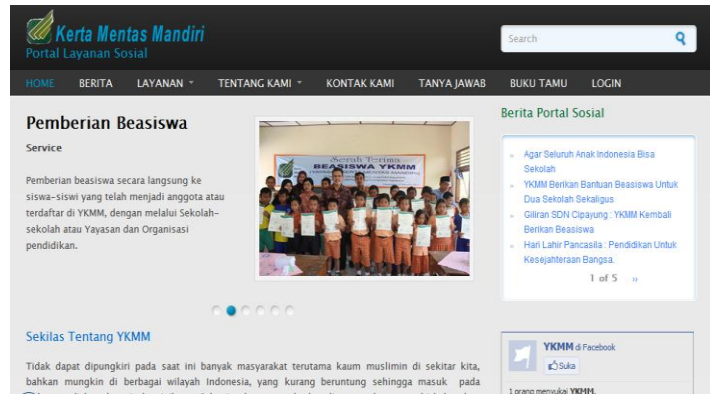 Kerta Mentas Mandiri
Portal Layanan Sosial
Search
HOME BERITA LAYANAN TENTANG KAMI KONTAK KAMI TANYA JAWAB BUKU TAMU LOGIN
Pemberian Beasiswa
Service
Pemberian beasiswa secara langsung ke
siswa-siswi yang telah menjadi anggota atau
terdaftar di YKMM, dengan melalui Sekolah-
sekolah atau Yayasan dan Organisasi
pendidikan.
Serah Terima
BEASISWA YKMM
Berita Portal Sosial
Agar Seluruh Anak Indonesia Bisa
Sekolah
YKMM Berikan Bantuan Beasiswa Untuk
Dua Sekolah Sekaligus
Giliran SDN Cipayung : YKMM Kembali
Berikan Beasiswa
Hari Lahir Pancasila : Pendidikan Untuk
Kesejahteraan Bangsa.
1 of 5 »
Sekilas Tentang YKMM
Tidak dapat dipungkiri pada saat ini banyak masyarakat terutama kaum muslimin di sekitar kita,
bahkan mungkin di berbagai wilayah Indonesia, yang kurang beruntung sehingga masuk pada
YKMM di Facebook
Suka
1 orang menyukai YKMM.